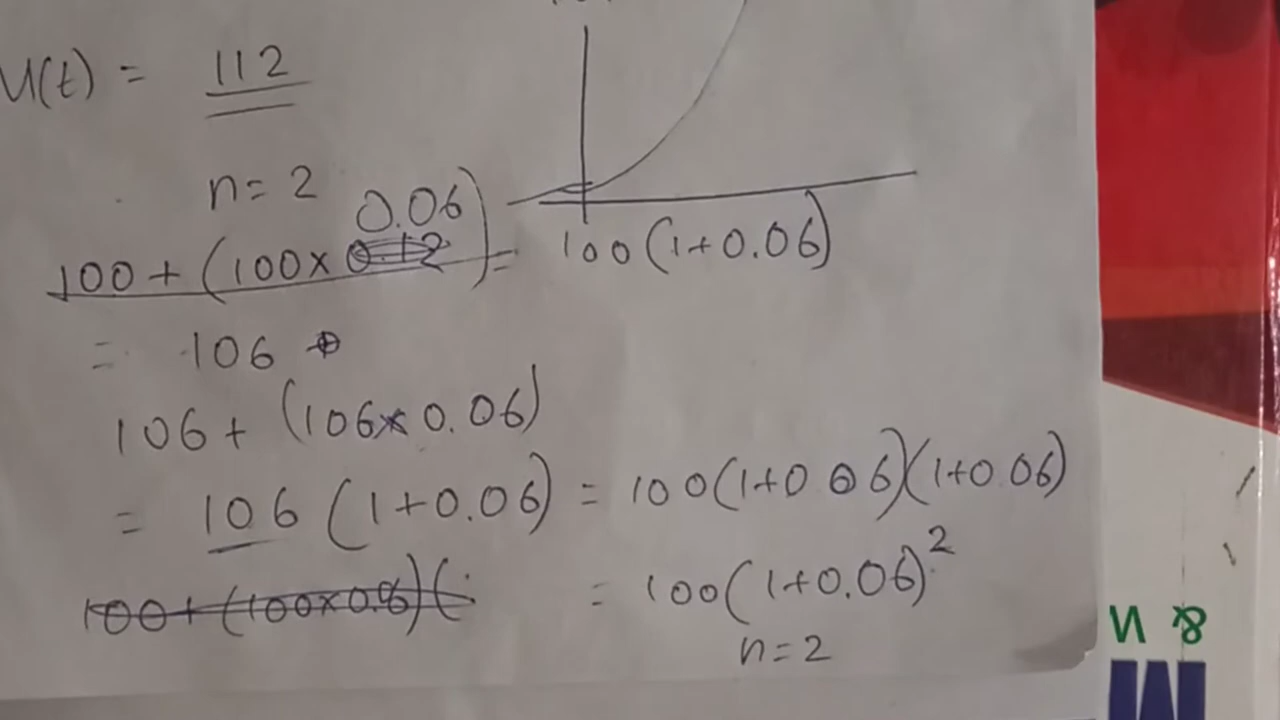 u(t) = 112
n = 2
0.06
100 + (100 × 0.12) = 100(1+0.06)
= 106
106 + (106 × 0.06)
= 106 (1+0.06) = 100(1+0.06)(1+0.06)
100 + (100×0.6)(
= 100(1+0.06)²
n = 2